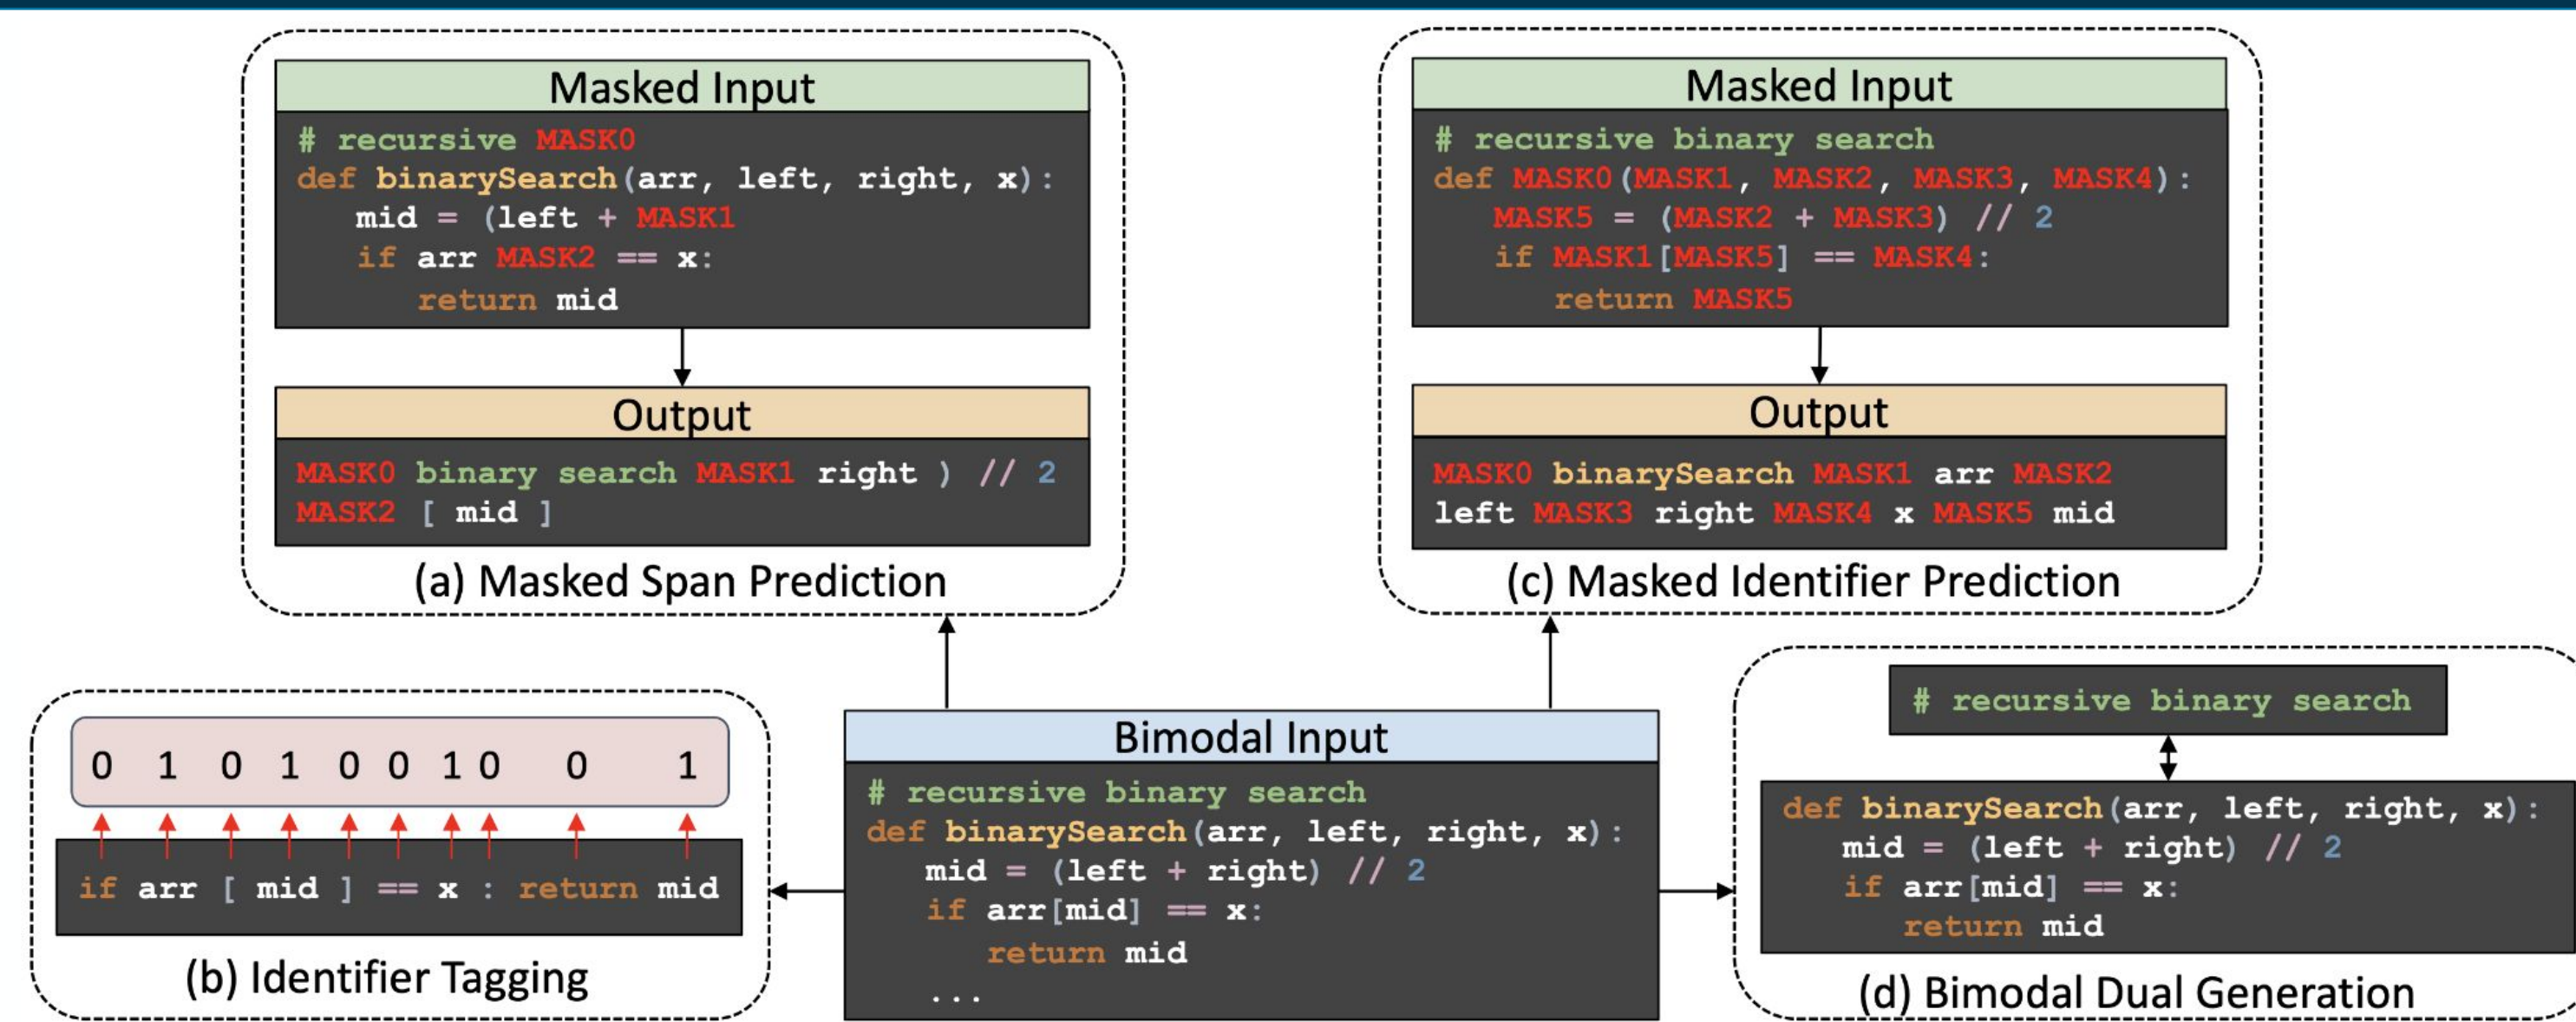 Masked Input
# recursive MASK0
def binarySearch(arr, left, right, x):
mid = (left + MASK1
if arr MASK2 == x:
return mid
Output
MASK0 binary search MASK1 right ) // 2
MASK2 [ mid ]
(a) Masked Span Prediction
Masked Input
# recursive binary search
def MASK0(MASK1, MASK2, MASK3, MASK4):
MASK5 = (MASK2 + MASK3) // 2
if MASK1[MASK5] == MASK4:
return MASK5
Output
MASK0 binarySearch MASK1 arr MASK2
left MASK3 right MASK4 x MASK5 mid
(c) Masked Identifier Prediction
0 1 0 1 0 0 1 0 0 1
if arr [ mid ] == x : return mid
(b) Identifier Tagging
Bimodal Input
# recursive binary search
def binarySearch(arr, left, right, x):
mid = (left + right) // 2
if arr[mid] == x:
return mid
...
# recursive binary search
def binarySearch(arr, left, right, x):
mid = (left + right) // 2
if arr[mid] == x:
return mid
(d) Bimodal Dual Generation